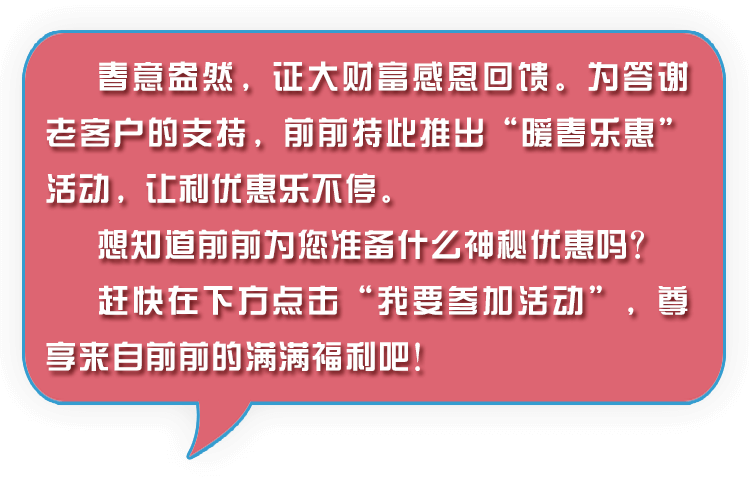 春意盎然，证大财富感恩回馈。为答谢
老客户的支持，前前特此推出“暖春乐惠”
活动，让利优惠乐不停。
想知道前前为您准备什么神秘优惠吗？
赶快在下方点击“我要参加活动”，尊
享来自前前的满满福利吧！